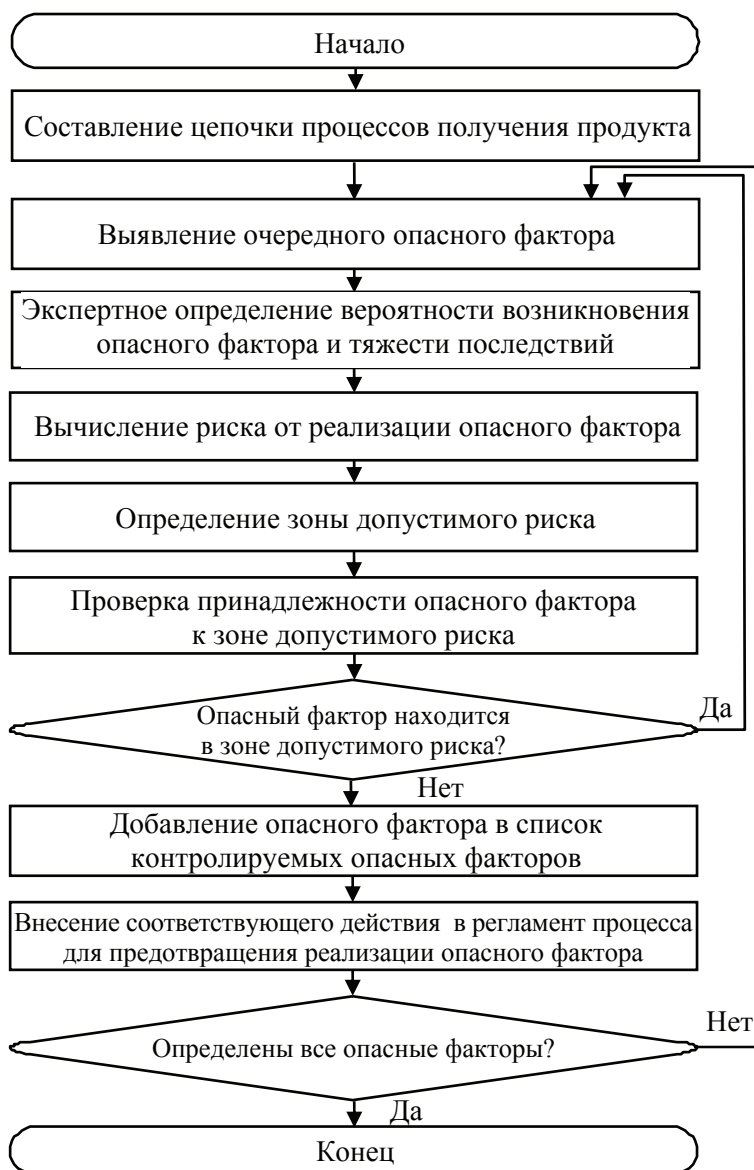 Начало
Составление цепочки процессов получения продукта
Выявление очередного опасного фактора
Экспертное определение вероятности возникновения
опасного фактора и тяжести последствий
Вычисление риска от реализации опасного фактора
Определение зоны допустимого риска
Проверка принадлежности опасного фактора
к зоне допустимого риска
Опасный фактор находится
в зоне допустимого риска?
Да
Нет
Добавление опасного фактора в список
контролируемых опасных факторов
Внесение соответствующего действия в регламент процесса
для предотвращения реализации опасного фактора
Определены все опасные факторы?
Нет
Да
Конец